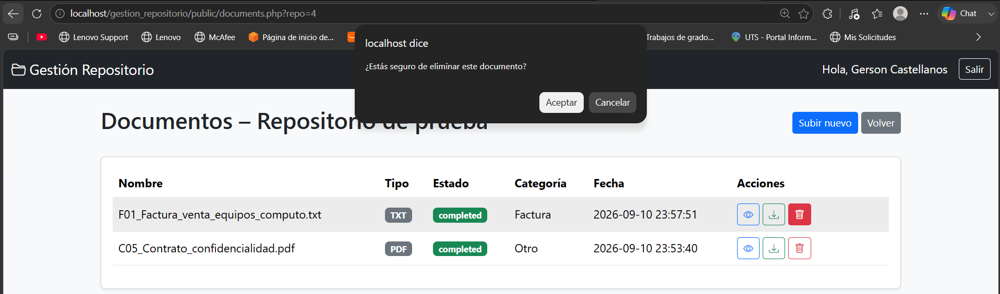 localhost/gestion_repositorio/public/documents.php?repo=4
Chat
Lenovo Support
Lenovo
McAfee
Página de inicio de...
Trabajos de grado...
UTS - Portal Inform...
Mis Solicitudes
localhost dice
¿Estás seguro de eliminar este documento?
Aceptar
Cancelar
Gestión Repositorio
Hola, Gerson Castellanos
Salir
Documentos – Repositorio de prueba
Subir nuevo
Volver
Nombre Tipo Estado Categoría Fecha Acciones
F01_Factura_venta_equipos_computo.txt TXT completed Factura 2026-09-10 23:57:51
C05_Contrato_confidencialidad.pdf PDF completed Otro 2026-09-10 23:53:40